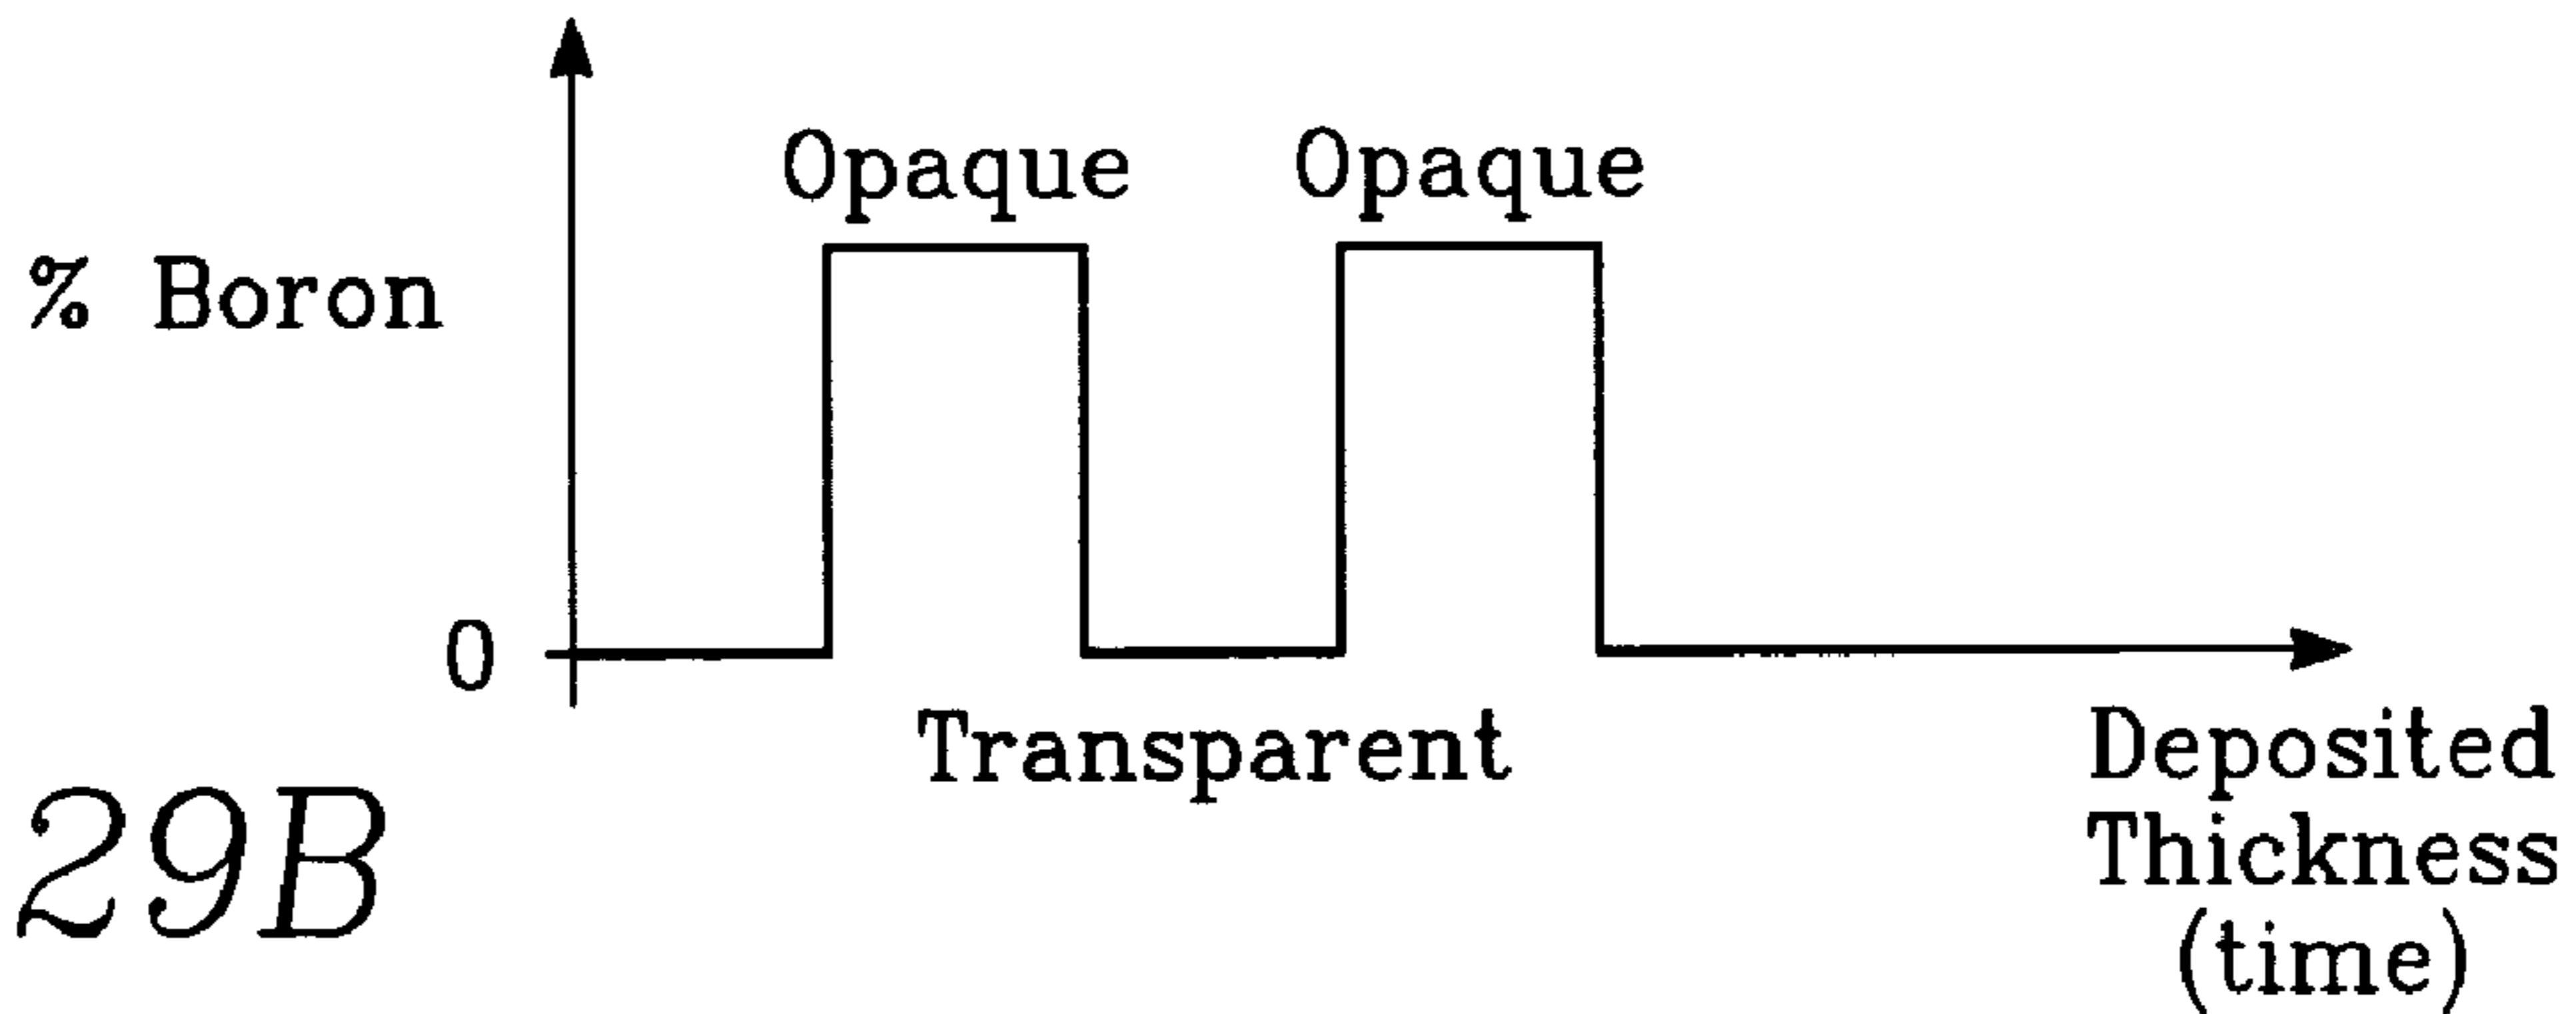 Opaque Opaque
% Boron
0
Transparent
Deposited
Thickness
(time)
29B